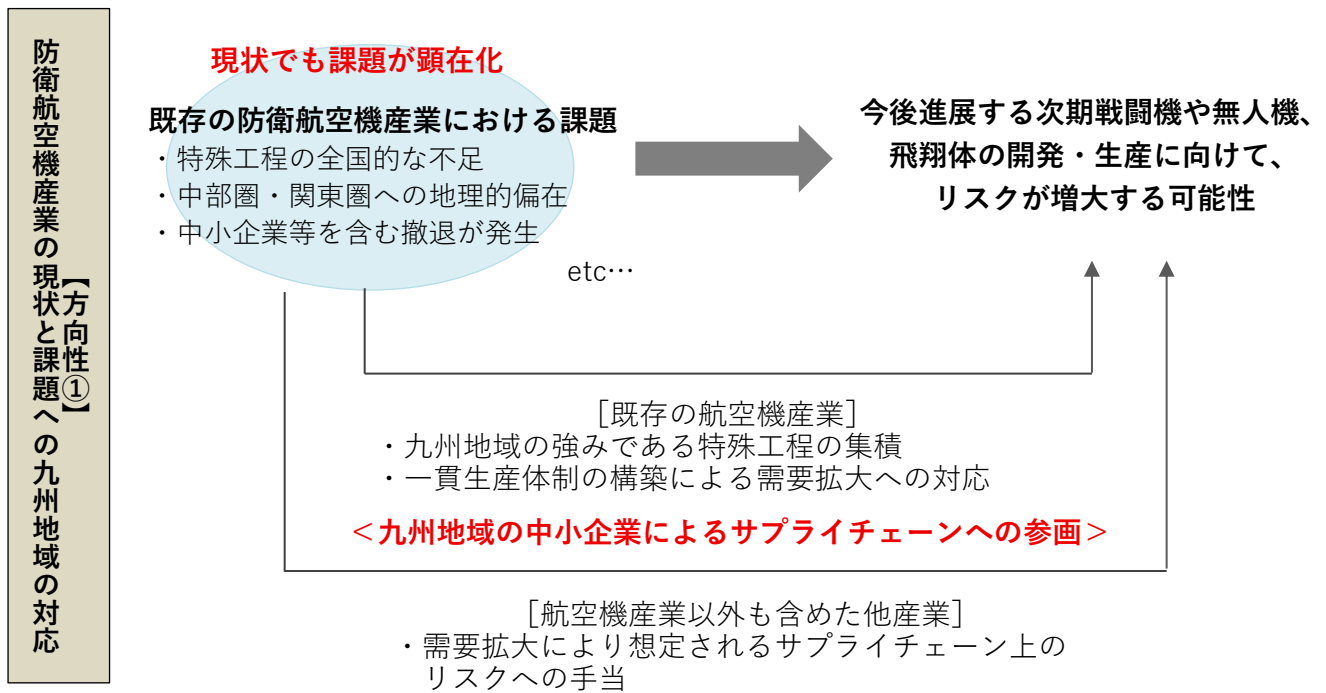 防衛航空機産業の現状と課題への九州地域の対応
【方向性①】
現状でも課題が顕在化
既存の防衛航空機産業における課題
・特殊工程の全国的な不足
・中部圏・関東圏への地理的偏在
・中小企業等を含む撤退が発生
etc…
今後進展する次期戦闘機や無人機、
飛翔体の開発・生産に向けて、
リスクが増大する可能性
［既存の航空機産業］
・九州地域の強みである特殊工程の集積
・一貫生産体制の構築による需要拡大への対応
＜九州地域の中小企業によるサプライチェーンへの参画＞
［航空機産業以外も含めた他産業］
・需要拡大により想定されるサプライチェーン上の
リスクへの手当